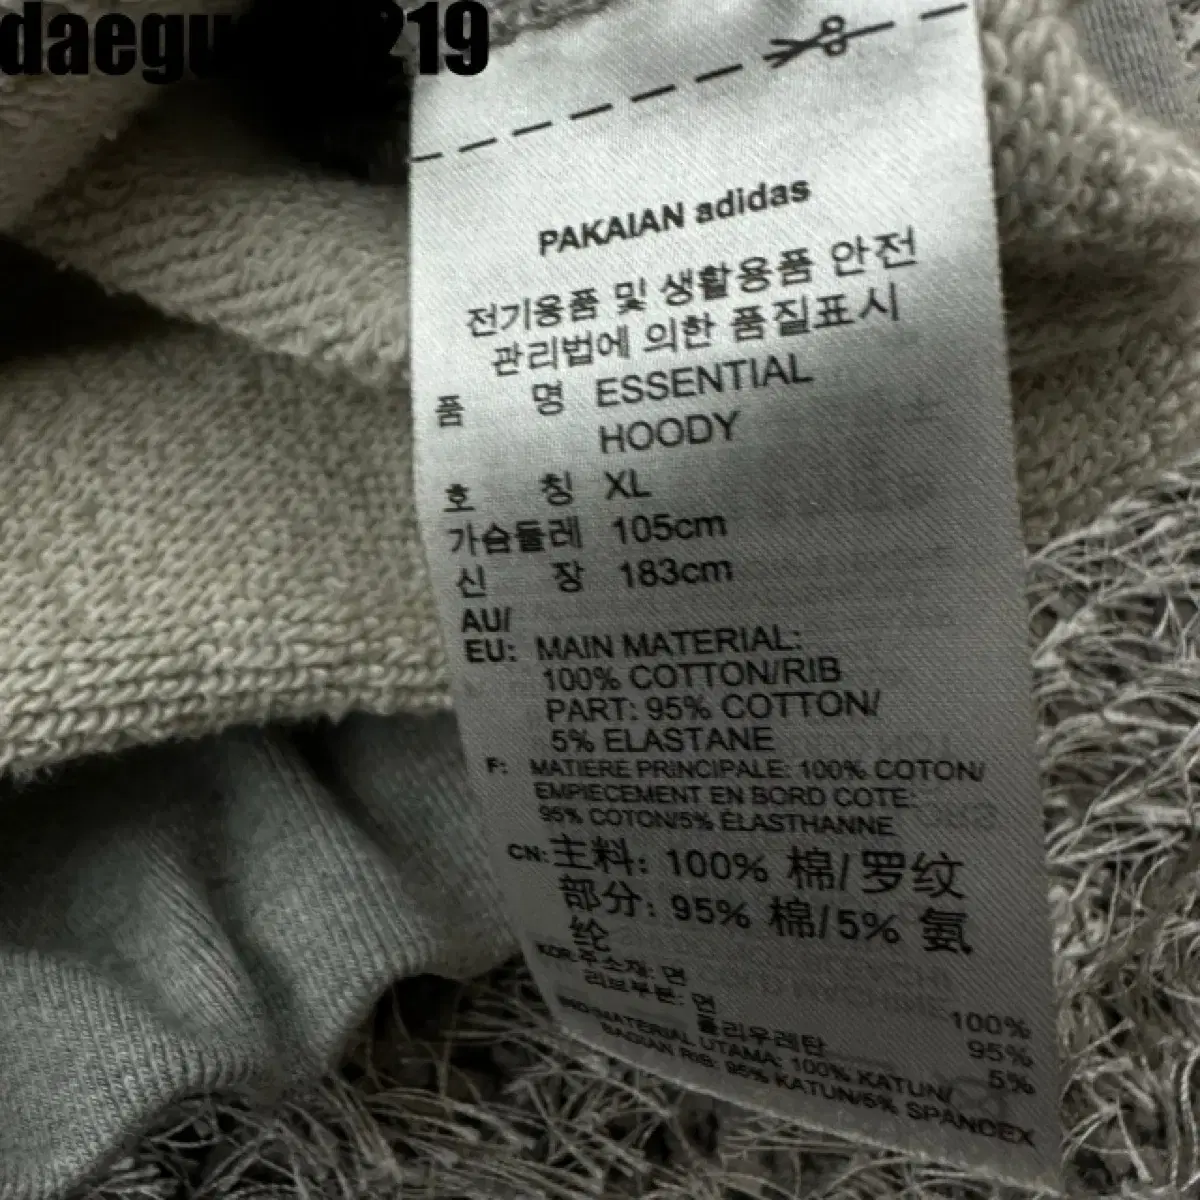 219
PAKAIAN adidas
전기용품 및 생활용품 안전
관리법에 의한 품질표시
품 명 ESSENTIAL
HOODY
호 칭 XL
가슴둘레 105cm
신 장 183cm
AU/
EU: MAIN MATERIAL:
100% COTTON/RIB
PART: 95% COTTON/
5% ELASTANE
F: MATIERE PRINCIPALE: 100% COTON/
EMPIECEMENT EN BORD COTE:
95% COTON/5% ÉLASTHANNE
CN: 主料: 100% 棉/罗纹
部分: 95% 棉/5% 氨
纶
KOR: 주소재: 면 100%
리브부분: 면 95%
폴리우레탄 5%
MATERIAL UTAMA: 100% KATUN/
BAGIAN RIB: 95% KATUN/5% SPANDEX